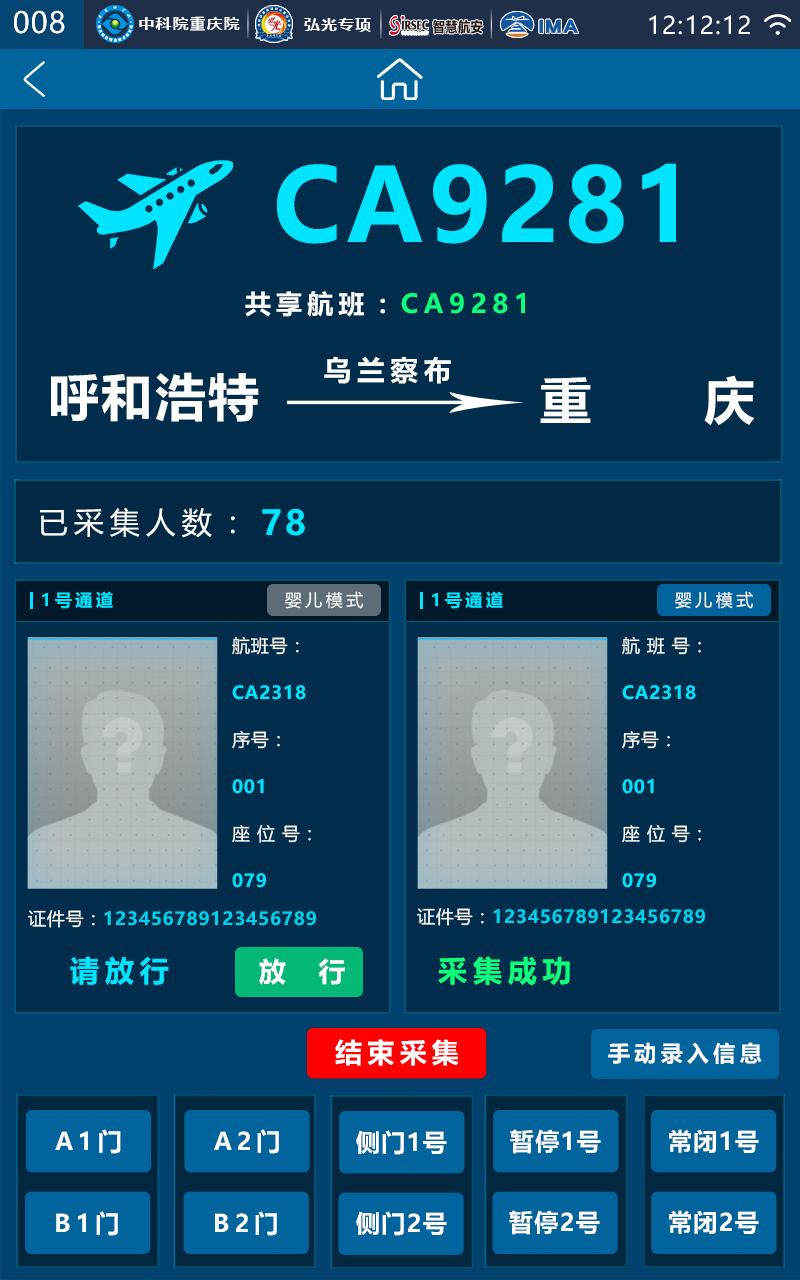 008 中科院重庆院 弘光专项 SiRSEC 智慧航安 IMA 12:12:12
CA9281
共享航班：CA9281
乌兰察布
呼和浩特 重 庆
已采集人数： 78
1号通道 婴儿模式
航班号：
CA2318
序号：
001
座 位 号：
079
证件号：123456789123456789
请放行 放 行
1号通道 婴儿模式
航 班 号：
CA2318
序号：
001
座 位 号：
079
证件号：123456789123456789
采集成功
结束采集 手动录入信息
A1门 A2门 侧门1号 暂停1号 常闭1号
B1门 B2门 侧门2号 暂停2号 常闭2号